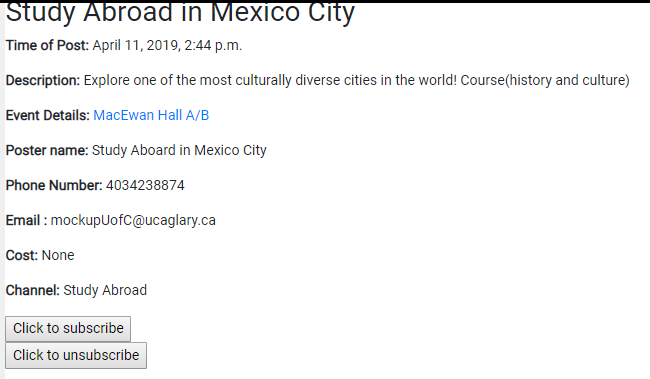 Study Abroad in Mexico City
Time of Post: April 11, 2019, 2:44 p.m.
Description: Explore one of the most culturally diverse cities in the world! Course(history and culture)
Event Details: MacEwan Hall A/B
Poster name: Study Aboard in Mexico City
Phone Number: 4034238874
Email : mockupUofC@ucaglary.ca
Cost: None
Channel: Study Abroad
Click to subscribe
Click to unsubscribe